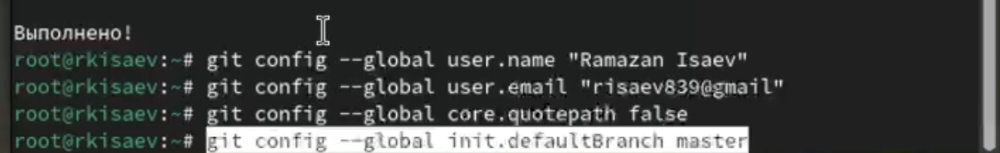 Выполнено!
root@rkisaev:~# git config --global user.name "Ramazan Isaev"
root@rkisaev:~# git config --global user.email "risaev839@gmail"
root@rkisaev:~# git config --global core.quotepath false
root@rkisaev:~# git config --global init.defaultBranch master